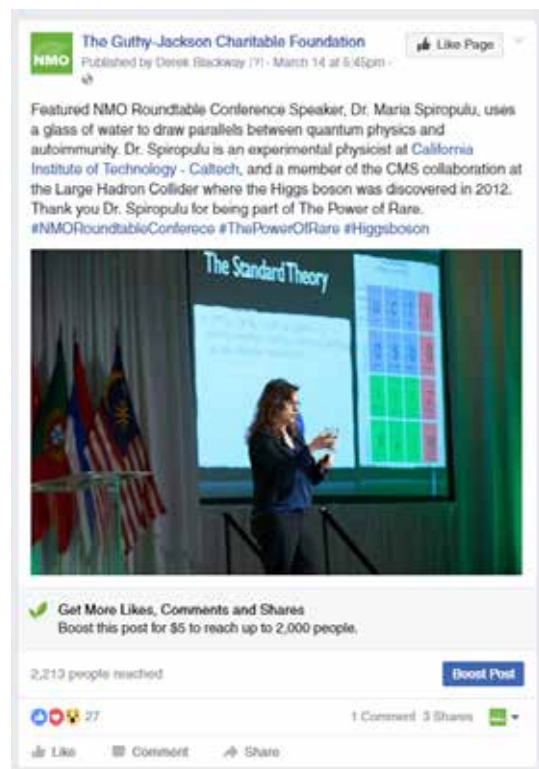 NMO
The Guthy-Jackson Charitable Foundation
Like Page
Published by Derek Blackway [?] · March 14 at 5:45pm ·
Featured NMO Roundtable Conference Speaker, Dr. Maria Spiropulu, uses
a glass of water to draw parallels between quantum physics and
autoimmunity. Dr. Spiropulu is an experimental physicist at California
Institute of Technology - Caltech, and a member of the CMS collaboration at
the Large Hadron Collider where the Higgs boson was discovered in 2012.
Thank you Dr. Spiropulu for being part of The Power of Rare.
#NMORoundtableConferece #ThePowerOfRare #Higgsboson
The Standard Theory
Get More Likes, Comments and Shares
Boost this post for $5 to reach up to 2,000 people.
2,213 people reached
Boost Post
27
1 Comment 3 Shares
Like Comment Share